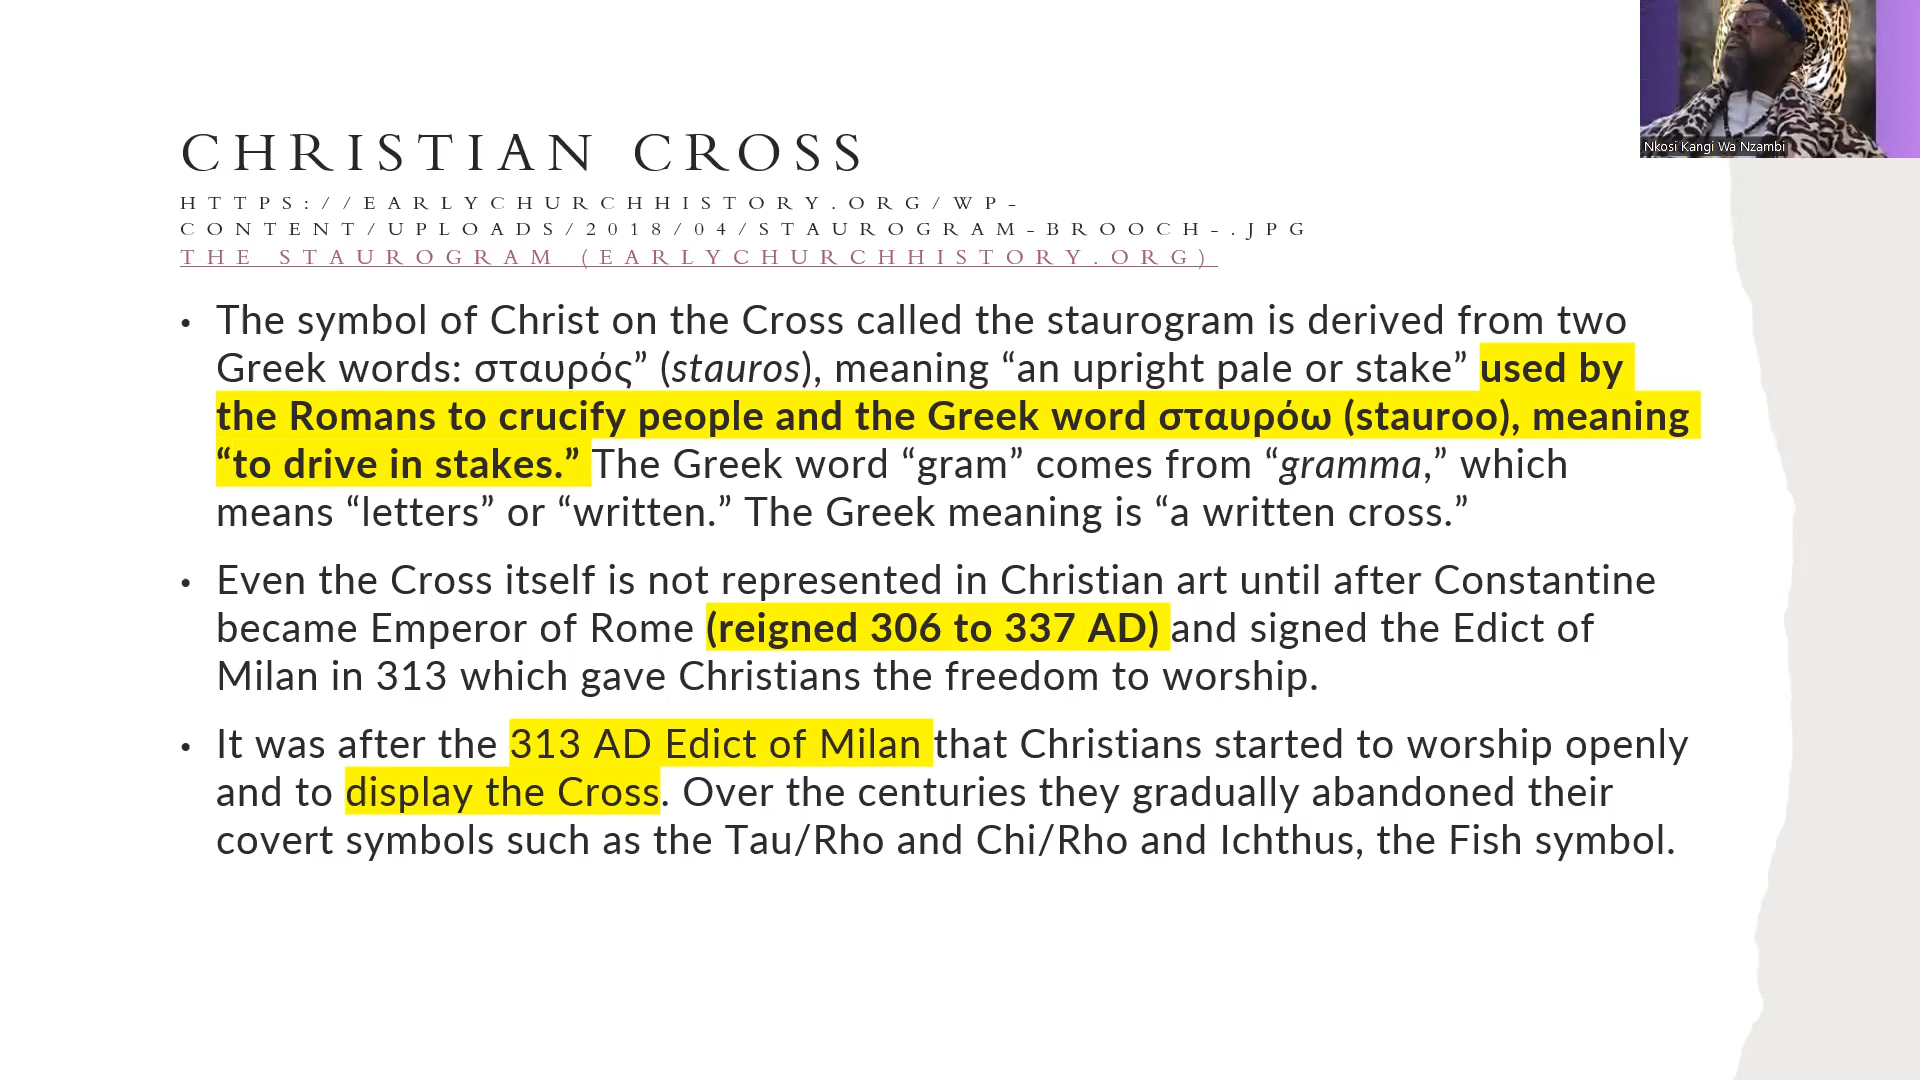 CHRISTIAN CROSS
HTTPS://EARLYCHURCHHISTORY.ORG/WP-
CONTENT/UPLOADS/2018/04/STAUROGRAM-BROOCH-.JPG
THE STAUROGRAM (EARLYCHURCHHISTORY.ORG)
• The symbol of Christ on the Cross called the staurogram is derived from two
Greek words: σταυρός” (stauros), meaning “an upright pale or stake” used by
the Romans to crucify people and the Greek word σταυρόω (stauroo), meaning
“to drive in stakes.” The Greek word “gram” comes from “gramma,” which
means “letters” or “written.” The Greek meaning is “a written cross.”
• Even the Cross itself is not represented in Christian art until after Constantine
became Emperor of Rome (reigned 306 to 337 AD) and signed the Edict of
Milan in 313 which gave Christians the freedom to worship.
• It was after the 313 AD Edict of Milan that Christians started to worship openly
and to display the Cross. Over the centuries they gradually abandoned their
covert symbols such as the Tau/Rho and Chi/Rho and Ichthus, the Fish symbol.
Nkosi Kangi Wa Nzambi